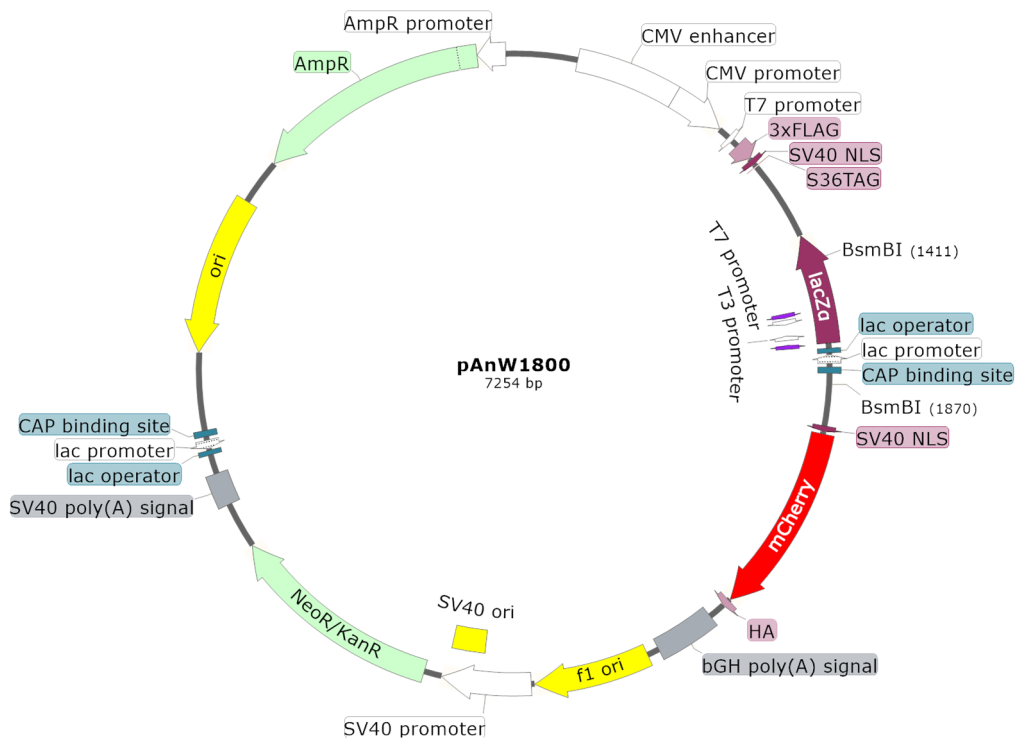 AmpR promoter
CMV enhancer
AmpR
CMV promoter
T7 promoter
3xFLAG
SV40 NLS
S36TAG
BsmBI (1411)
lacZα
T7 promoter
T3 promoter
lac operator
lac promoter
CAP binding site
BsmBI (1870)
SV40 NLS
ori
pAnW1800
7254 bp
CAP binding site
lac promoter
lac operator
SV40 poly(A) signal
mCherry
NeoR/KanR
SV40 ori
HA
bGH poly(A) signal
f1 ori
SV40 promoter